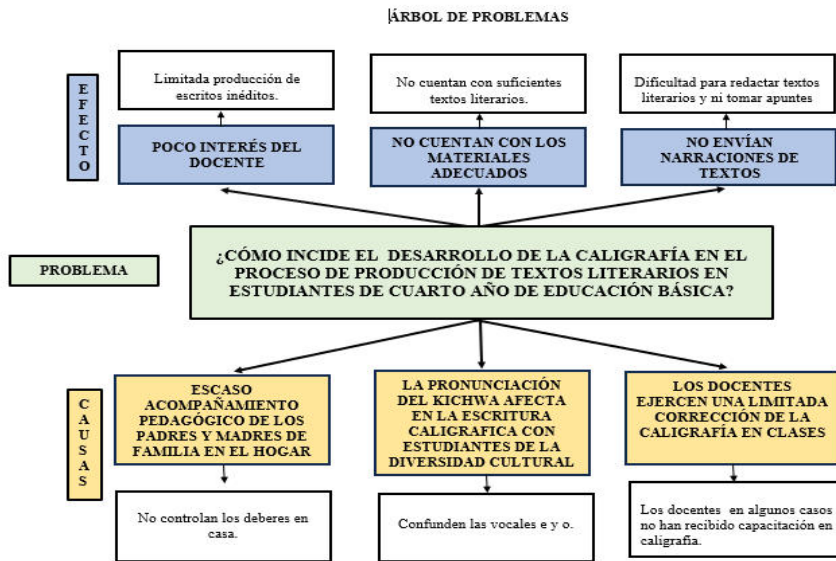 ÁRBOL DE PROBLEMAS
EFECTO
Limitada producción de
escritos inéditos.
No cuentan con suficientes
textos literarios.
Dificultad para redactar textos
literarios y ni tomar apuntes
POCO INTERÉS DEL
DOCENTE
NO CUENTAN CON LOS
MATERIALES
ADECUADOS
NO ENVÍAN
NARRACIONES DE
TEXTOS
PROBLEMA
¿CÓMO INCIDE EL DESARROLLO DE LA CALIGRAFÍA EN EL
PROCESO DE PRODUCCIÓN DE TEXTOS LITERARIOS EN
ESTUDIANTES DE CUARTO AÑO DE EDUCACIÓN BÁSICA?
CAUSAS
ESCASO
ACOMPAÑAMIENTO
PEDAGÓGICO DE LOS
PADRES Y MADRES DE
FAMILIA EN EL HOGAR
LA PRONUNCIACIÓN
DEL KICHWA AFECTA
EN LA ESCRITURA
CALIGRAFICA CON
ESTUDIANTES DE LA
DIVERSIDAD CULTURAL
LOS DOCENTES
EJERCEN UNA LIMITADA
CORRECCIÓN DE LA
CALIGRAFÍA EN CLASES
No controlan los deberes en
casa.
Confunden las vocales e y o.
Los docentes en algunos casos
no han recibido capacitación en
caligrafía.